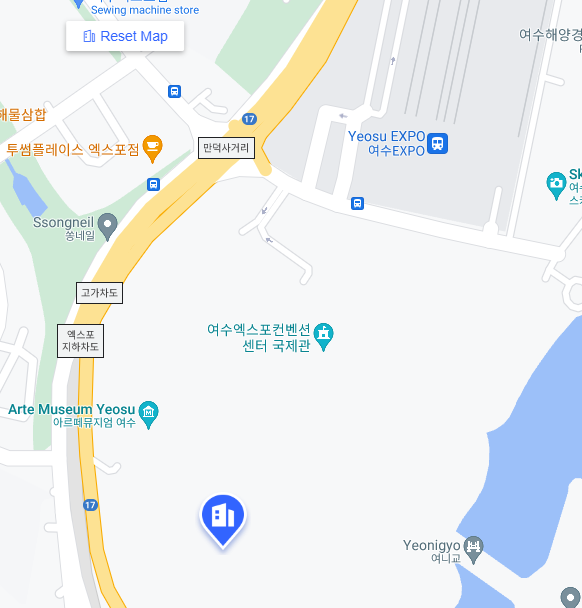 Sewing machine store
Reset Map
여수해양경
해물삼합
17
투썸플레이스 엑스포점
만덕사거리
Yeosu EXPO
여수EXPO
Sk
여수
스카
Ssongneil
쏭네일
고가차도
엑스포
지하차도
여수엑스포컨벤션
센터 국제관
Arte Museum Yeosu
아르떼뮤지엄 여수
17
Yeonigyo
여니교